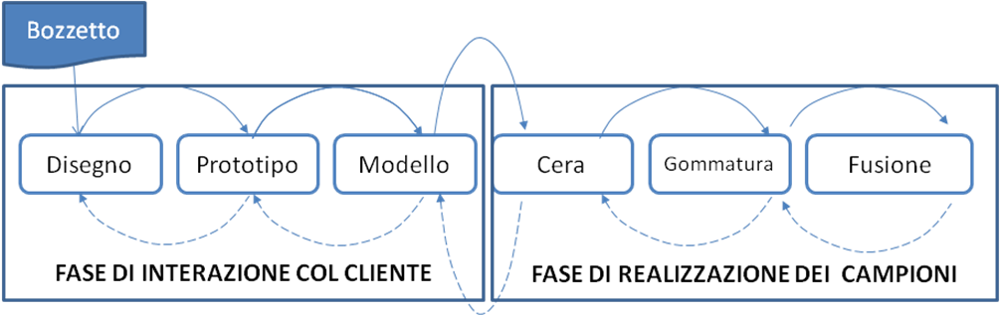 Bozzetto
Disegno
Prototipo
Modello
Cera
Gommatura
Fusione
FASE DI INTERAZIONE COL CLIENTE
FASE DI REALIZZAZIONE DEI CAMPIONI